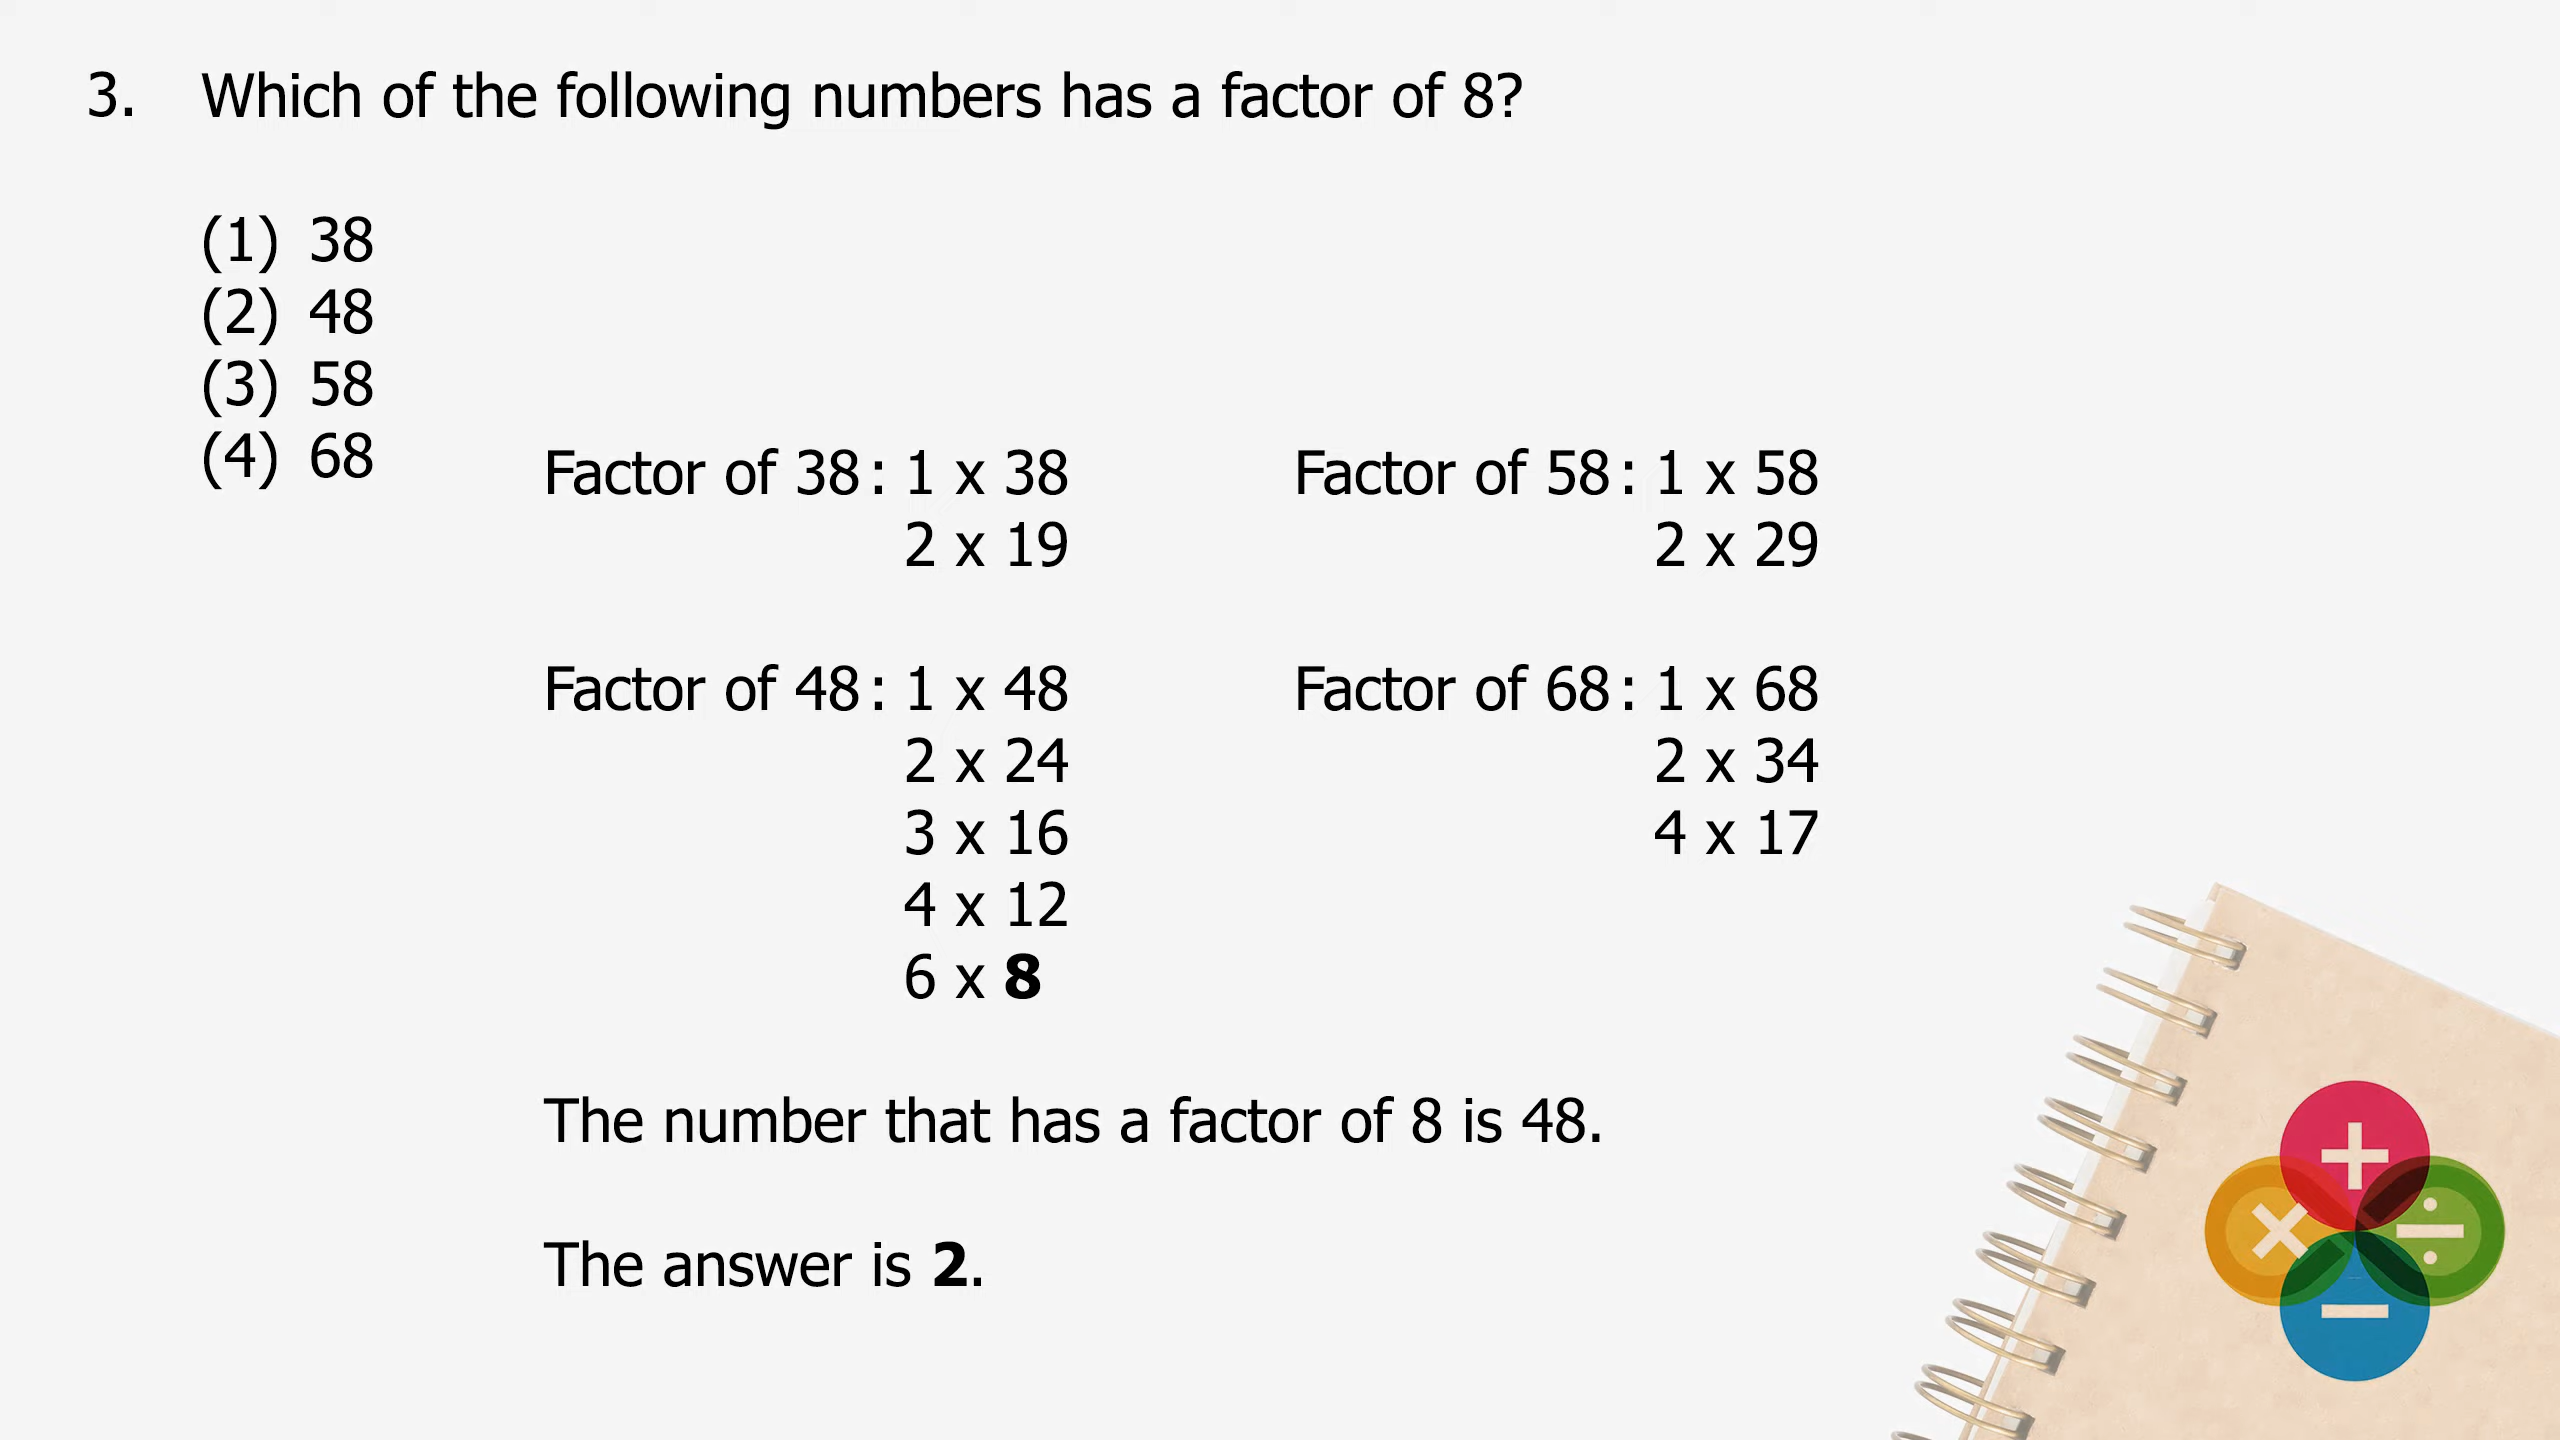 3. Which of the following numbers has a factor of 8?
(1) 38
(2) 48
(3) 58
(4) 68
Factor of 38: 1 x 38
2 x 19
Factor of 48: 1 x 48
2 x 24
3 x 16
4 x 12
6 x 8
Factor of 58: 1 x 58
2 x 29
Factor of 68: 1 x 68
2 x 34
4 x 17
The number that has a factor of 8 is 48.
The answer is 2.
+
× ÷
−